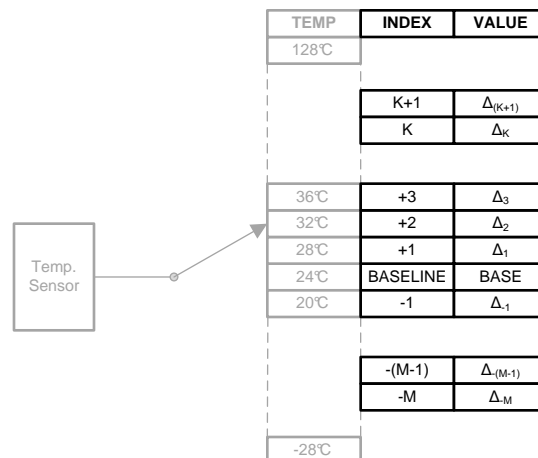 TEMP INDEX VALUE
128℃
K+1 Δ(K+1)
K ΔK
36℃ +3 Δ3
32℃ +2 Δ2
28℃ +1 Δ1
24℃ BASELINE BASE
20℃ -1 Δ-1
Temp.
Sensor
-(M-1) Δ-(M-1)
-M Δ-M
-28℃